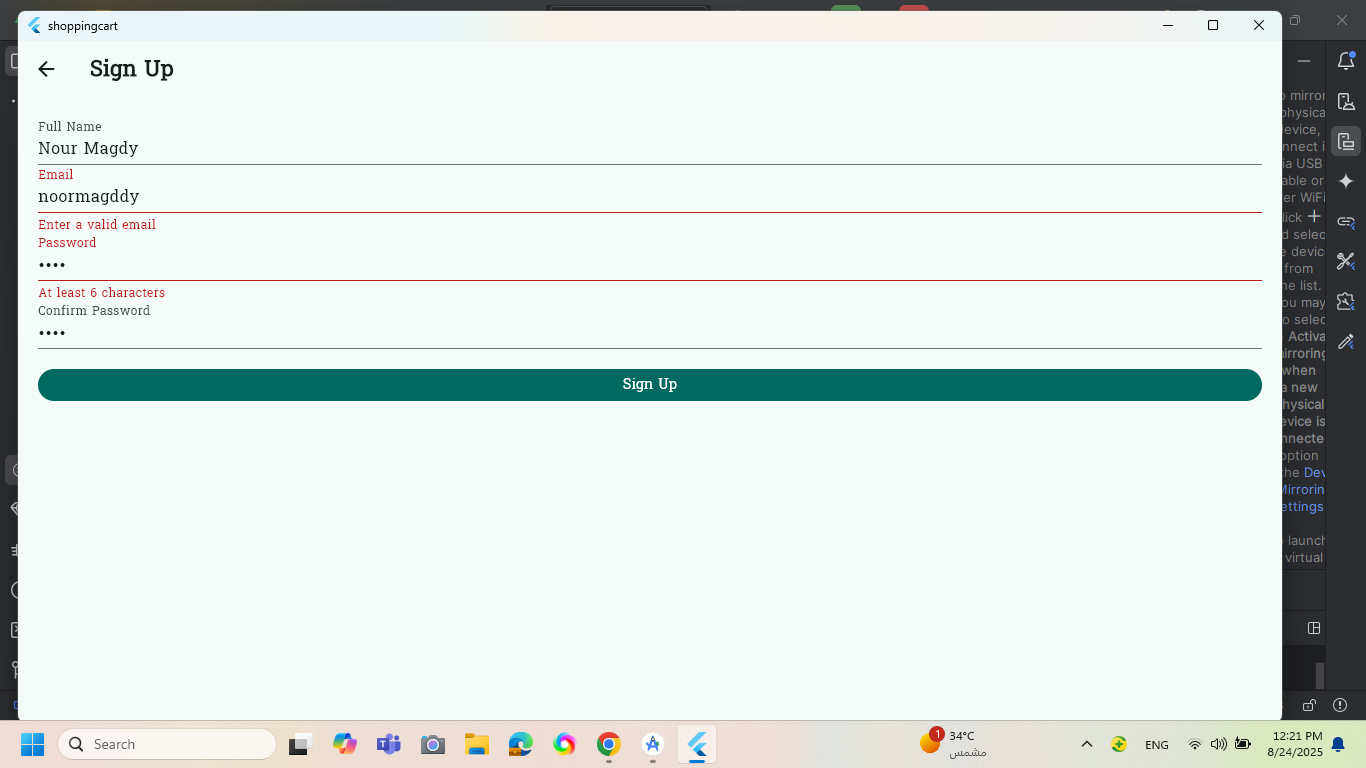 shoppingcart
Sign Up
Full Name
Nour Magdy
Email
noormagddy
Enter a valid email
Password
••••
At least 6 characters
Confirm Password
••••
Sign Up
mirror
physica
evice,
nnect i
ia USB
able or
er WiFi
lick +
d selec
e devic
from
he list.
ou may
o selec
Activa
irroring
when
a new
hysical
evice is
nnecte
option
the Dev
Mirrorin
ettings
launch
virtual
Search
1
34°C
مشمس
ENG
12:21 PM
8/24/2025